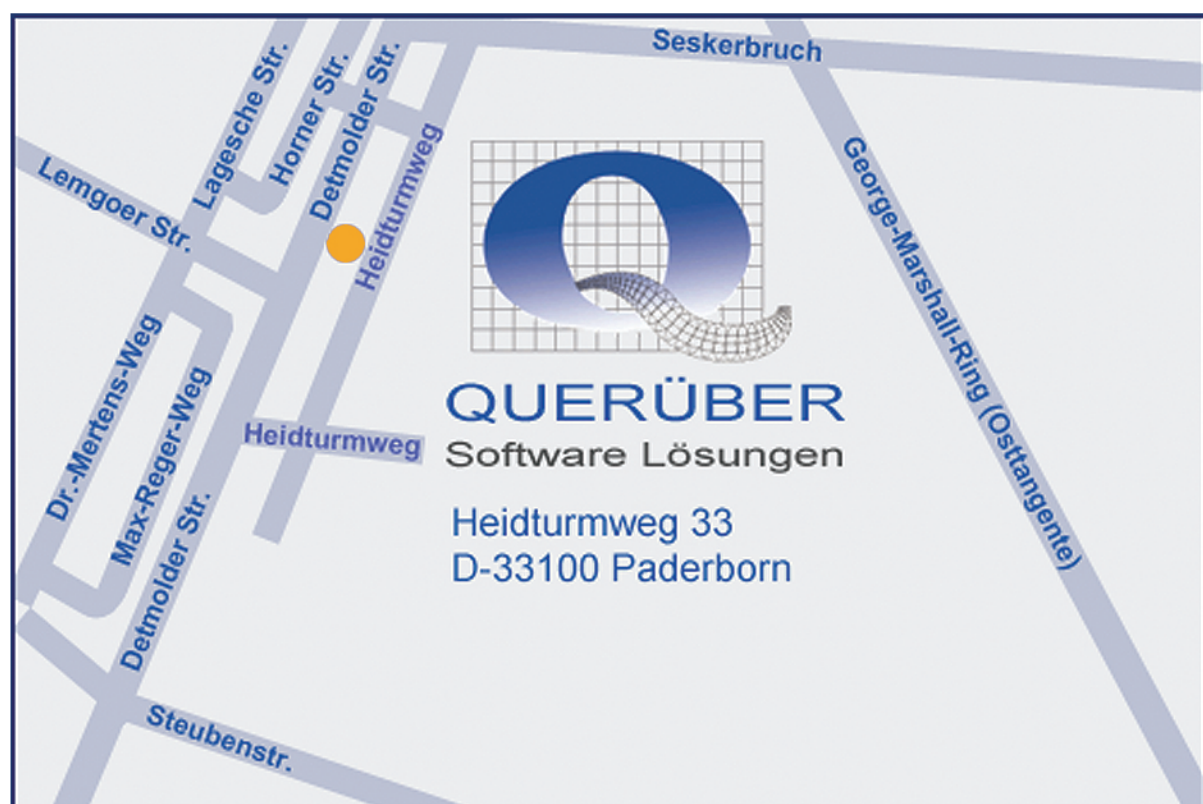 Seskerbruch
Lagesche Str.
Horner Str.
Detmolder Str.
Heidturmweg
Lemgoer Str.
George-Marshall-Ring (Osttangente)
Q
QUERÜBER
Software Lösungen
Heidturmweg 33
D-33100 Paderborn
Heidturmweg
Dr.-Mertens-Weg
Max-Reger-Weg
Detmolder Str.
Steubenstr.